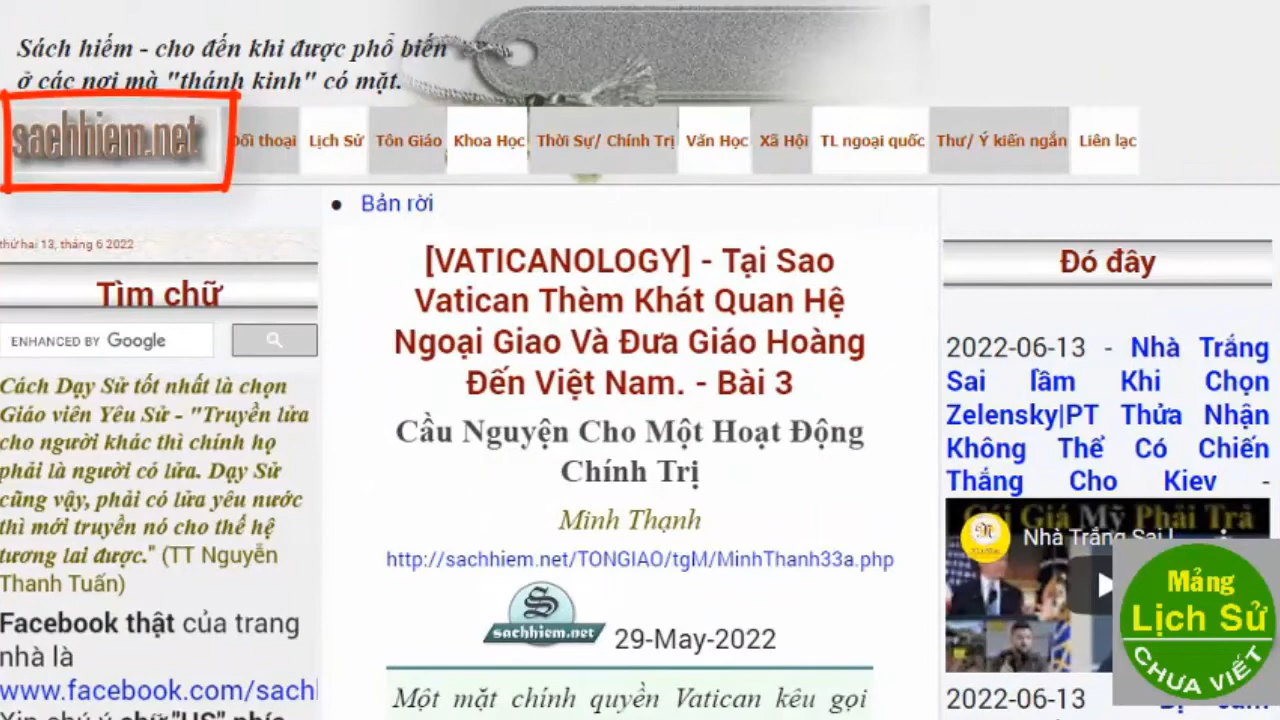 Sách hiếm - cho đến khi được phổ biến
ở các nơi mà "thánh kinh" có mặt.
sachhiem.net
Đối thoại
Lịch Sử
Tôn Giáo
Khoa Học
Thời Sự/ Chính Trị
Văn Học
Xã Hội
TL ngoại quốc
Thư/ Ý kiến ngắn
Liên lạc
thứ hai 13, tháng 6 2022
Tìm chữ
ENHANCED BY Google
Cách Dạy Sử tốt nhất là chọn
Giáo viên Yêu Sử - "Truyền lửa
cho người khác thì chính họ
phải là người có lửa. Dạy Sử
cũng vậy, phải có lửa yêu nước
thì mới truyền nó cho thế hệ
tương lai được." (TT Nguyễn
Thanh Tuấn)
Facebook thật của trang
nhà là
www.facebook.com/sach
• Bản rời
[VATICANOLOGY] - Tại Sao
Vatican Thèm Khát Quan Hệ
Ngoại Giao Và Đưa Giáo Hoàng
Đến Việt Nam. - Bài 3
Cầu Nguyện Cho Một Hoạt Động
Chính Trị
Minh Thạnh
http://sachhiem.net/TONGIAO/tgM/MinhThanh33a.php
S
sachhiem.net
29-May-2022
Một mặt chính quyền Vatican kêu gọi
Đó đây
2022-06-13 - Nhà Trắng
Sai lầm Khi Chọn
Zelensky|PT Thừa Nhận
Không Thể Có Chiến
Thắng Cho Kiev -
Cái Giá Mỹ Phải Trả
Nhà Trắng Sai
2022-06-13
Mảng
Lịch Sử
CHƯA VIẾT